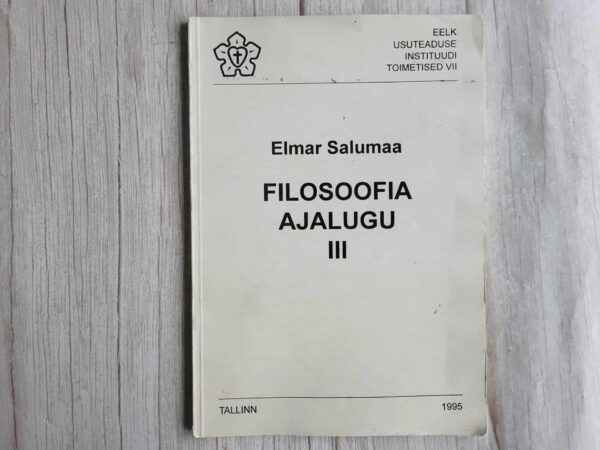 EELK
USUTEADUSE
INSTITUUDI
TOIMETISED VII
Elmar Salumaa
FILOSOOFIA
AJALUGU
III
TALLINN
1995